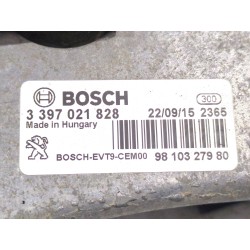 BOSCH 300
3 397 021 828 22/09/15 2365
Made in Hungary
BOSCH-EVT9-CEM00 98 103 279 80